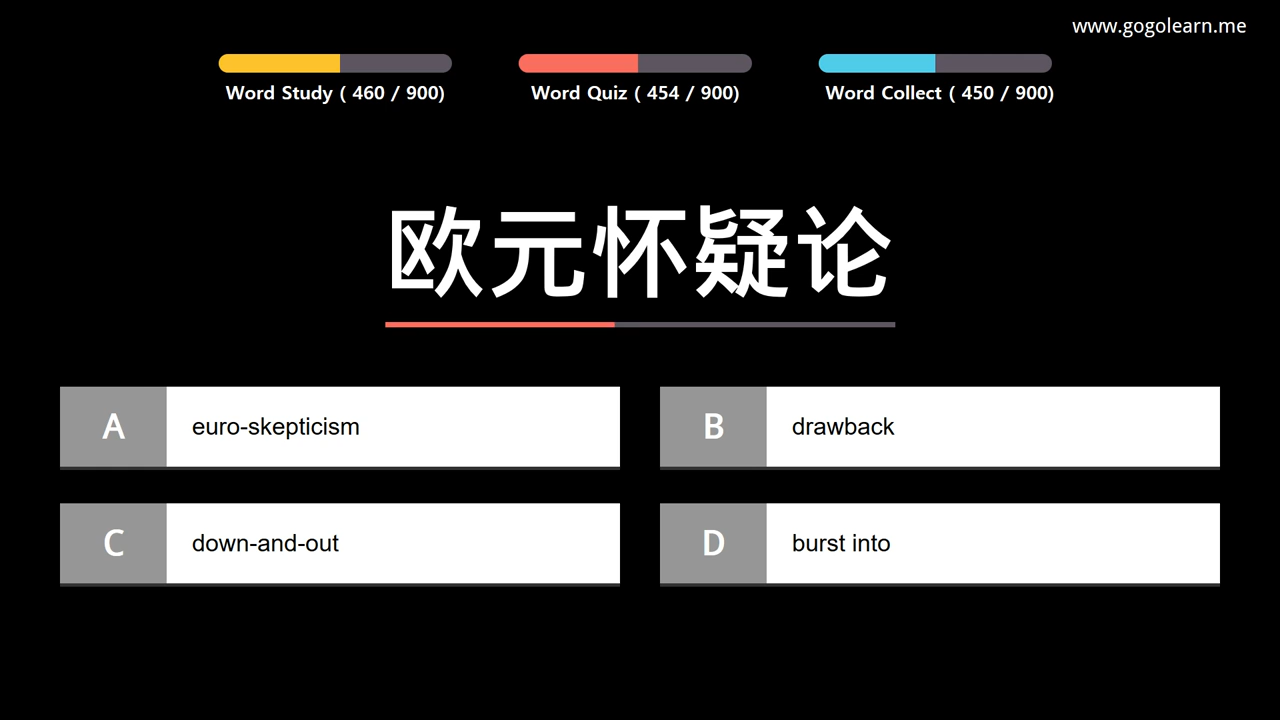 www.gogolearn.me
Word Study ( 460 / 900)
Word Quiz ( 454 / 900)
Word Collect ( 450 / 900)
欧元怀疑论
A euro-skepticism
B drawback
C down-and-out
D burst into